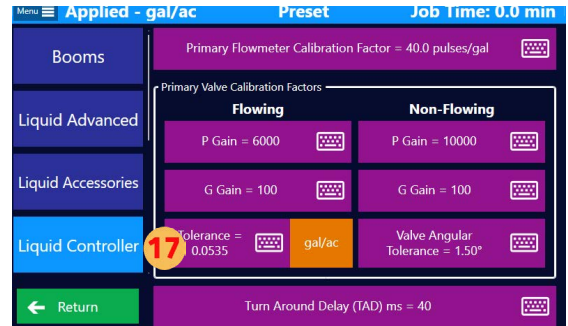 Menu Applied - gal/ac Preset Job Time: 0.0 min
Booms
Liquid Advanced
Liquid Accessories
Liquid Controller
Return
Primary Flowmeter Calibration Factor = 40.0 pulses/gal
Primary Valve Calibration Factors
Flowing Non-Flowing
P Gain = 6000 P Gain = 10000
G Gain = 100 G Gain = 100
17
Tolerance =
0.0535
gal/ac
Valve Angular
Tolerance = 1.50°
Turn Around Delay (TAD) ms = 40